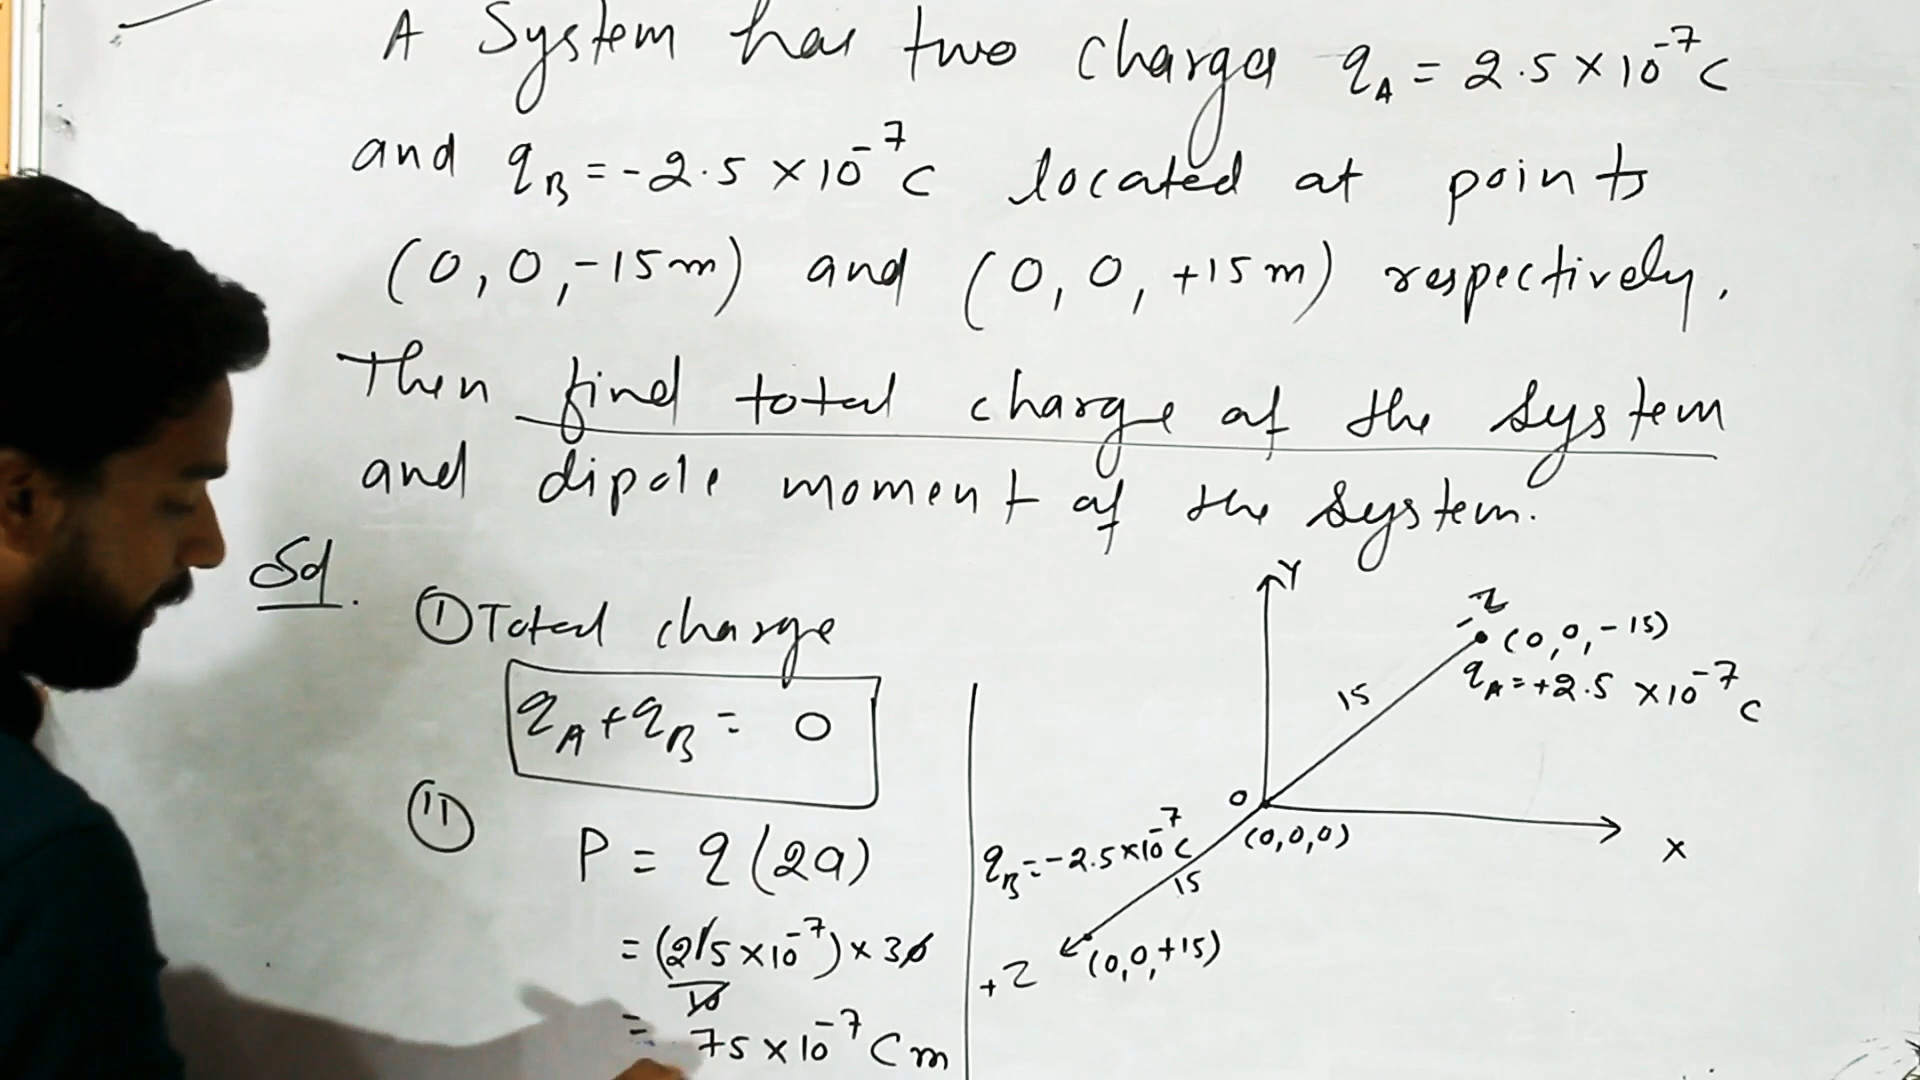 A System has two charges qA = 2.5 × 10⁻⁷ C
and qB = -2.5 × 10⁻⁷ C located at points
(0, 0, -15 m) and (0, 0, +15 m) respectively.
Then find total charge of the system
and dipole moment of the system.
Sol.
① Total charge
qA + qB = 0
②
P = q(2a)
= (2/5 × 10⁻⁷) × 30
10
= 75 × 10⁻⁷ C m
Y
-Z
(0, 0, -15)
qA = +2.5 × 10⁻⁷ C
15
O
(0,0,0)
X
qB = -2.5 × 10⁻⁷ C
15
(0,0,+15)
+Z